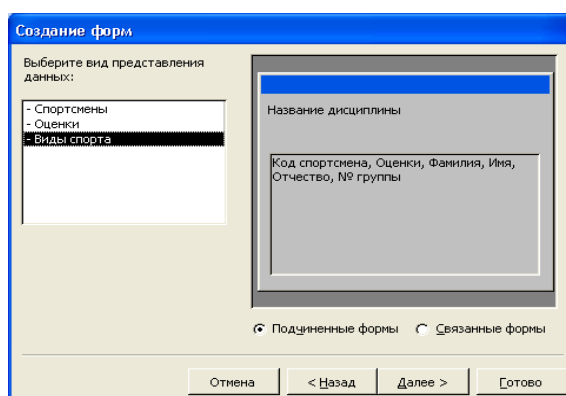 Создание форм
Выберите вид представления
данных:
- Спортсмены
- Оценки
- Виды спорта
Название дисциплины
Код спортсмена, Оценки, Фамилия, Имя,
Отчество, № группы
Подчиненные формы
Связанные формы
Отмена
< Назад
Далее >
Готово